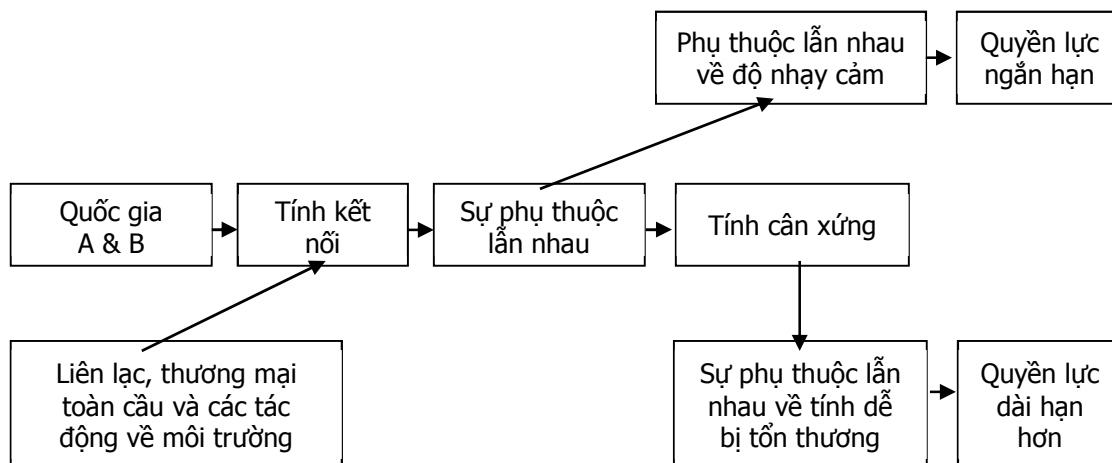 Phụ thuộc lẫn nhau
về độ nhạy cảm
Quyền lực
ngắn hạn
Quốc gia
A & B
Tính kết
nối
Sự phụ thuộc
lẫn nhau
Tính cân xứng
Liên lạc, thương mại
toàn cầu và các tác
động về môi trường
Sự phụ thuộc lẫn
nhau về tính dễ
bị tổn thương
Quyền lực
dài hạn
hơn